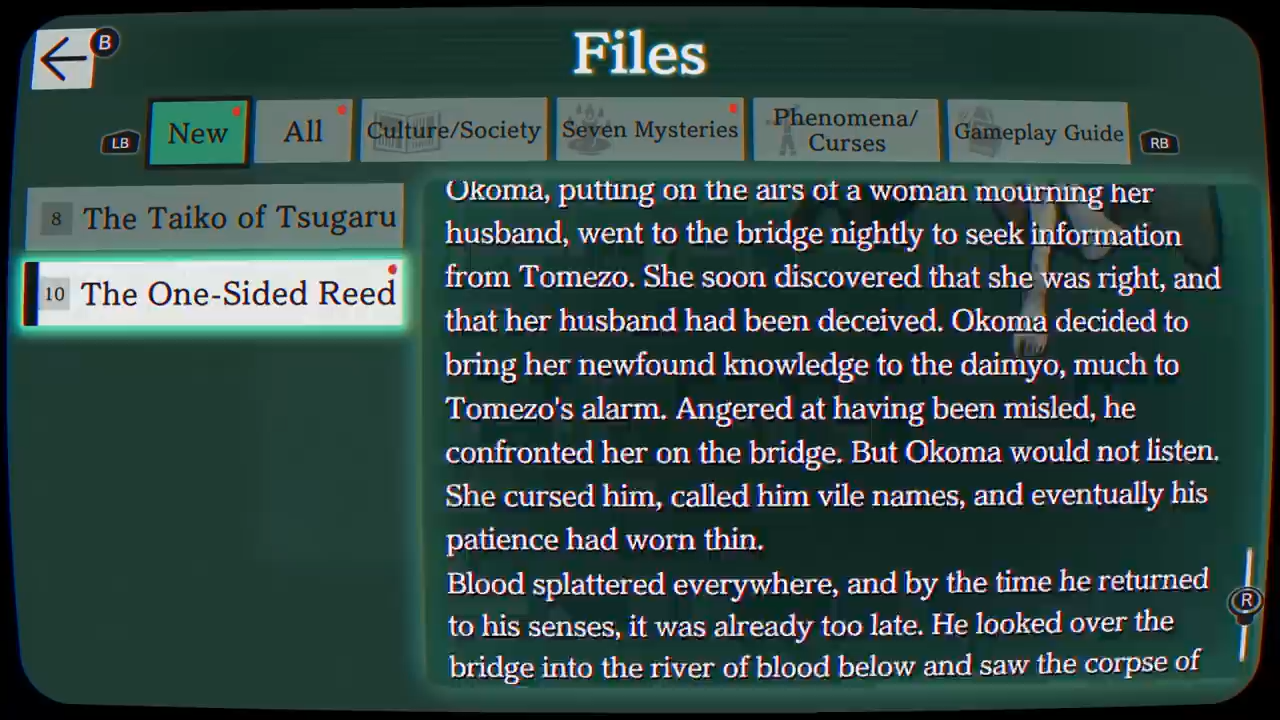 B
Files
LB
New
All
Culture/Society
Seven Mysteries
Phenomena/
Curses
Gameplay Guide
RB
8 The Taiko of Tsugaru
10 The One-Sided Reed
Okoma, putting on the airs of a woman mourning her
husband, went to the bridge nightly to seek information
from Tomezo. She soon discovered that she was right, and
that her husband had been deceived. Okoma decided to
bring her newfound knowledge to the daimyo, much to
Tomezo's alarm. Angered at having been misled, he
confronted her on the bridge. But Okoma would not listen.
She cursed him, called him vile names, and eventually his
patience had worn thin.
Blood splattered everywhere, and by the time he returned
to his senses, it was already too late. He looked over the
bridge into the river of blood below and saw the corpse of
R